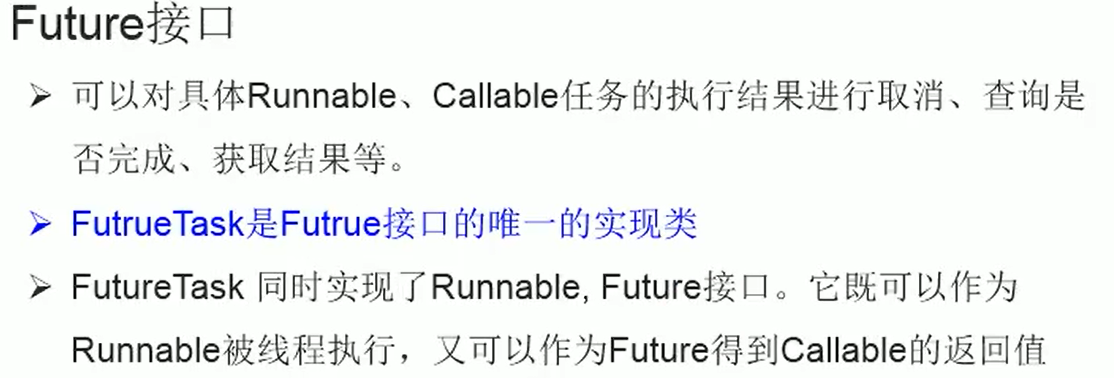 Future接口
➢ 可以对具体Runnable、Callable任务的执行结果进行取消、查询是
否完成、获取结果等。
➢ FutrueTask是Futrue接口的唯一的实现类
➢ FutureTask 同时实现了Runnable, Future接口。它既可以作为
Runnable被线程执行，又可以作为Future得到Callable的返回值